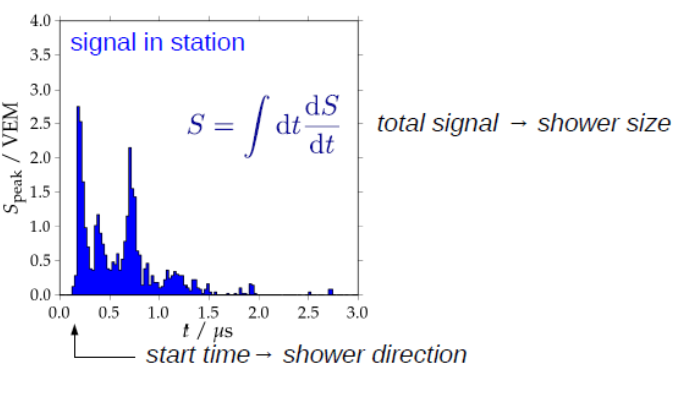 signal in station
S = ∫ dt dS/dt
total signal → shower size
S_peak / VEM
4.0
3.5
3.0
2.5
2.0
1.5
1.0
0.5
0.0
0.0 0.5 1.0 1.5 2.0 2.5 3.0
t / μs
start time → shower direction